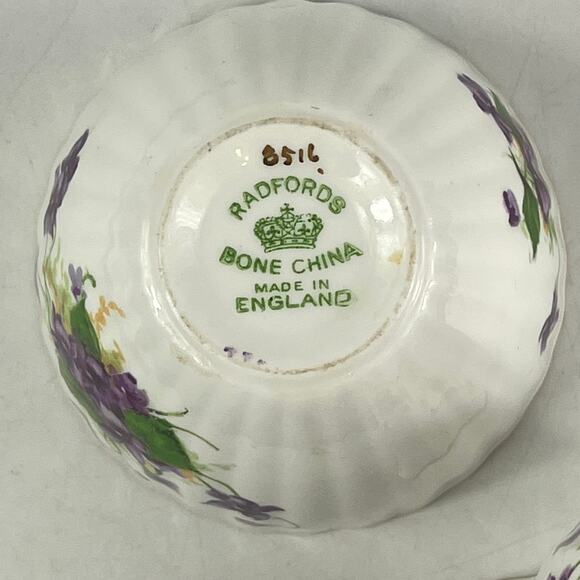 8516
RADFORDS
BONE CHINA
MADE IN
ENGLAND